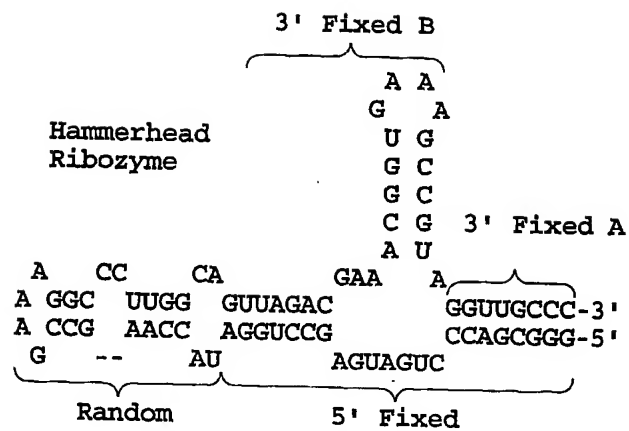 3' Fixed B
A A
G A
Hammerhead
Ribozyme
U G
G C
G C
G C
C G
A U
3' Fixed A
A CC CA GAA A
A GGC UUGG GUUAGAC GGUUGCCC-3'
A CCG AACC AGGUCCG CCAGCGGG-5'
G -- AU AGUAGUC
Random 5' Fixed